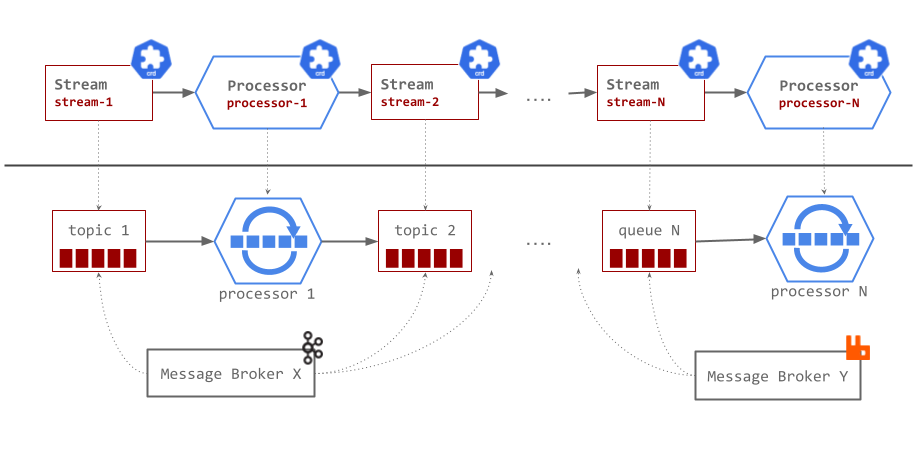 crd
crd
crd
crd
crd
Stream
stream-1
Processor
processor-1
Stream
stream-2
....
Stream
stream-N
Processor
processor-N
topic 1
processor 1
topic 2
....
queue N
processor N
Message Broker X
Message Broker Y